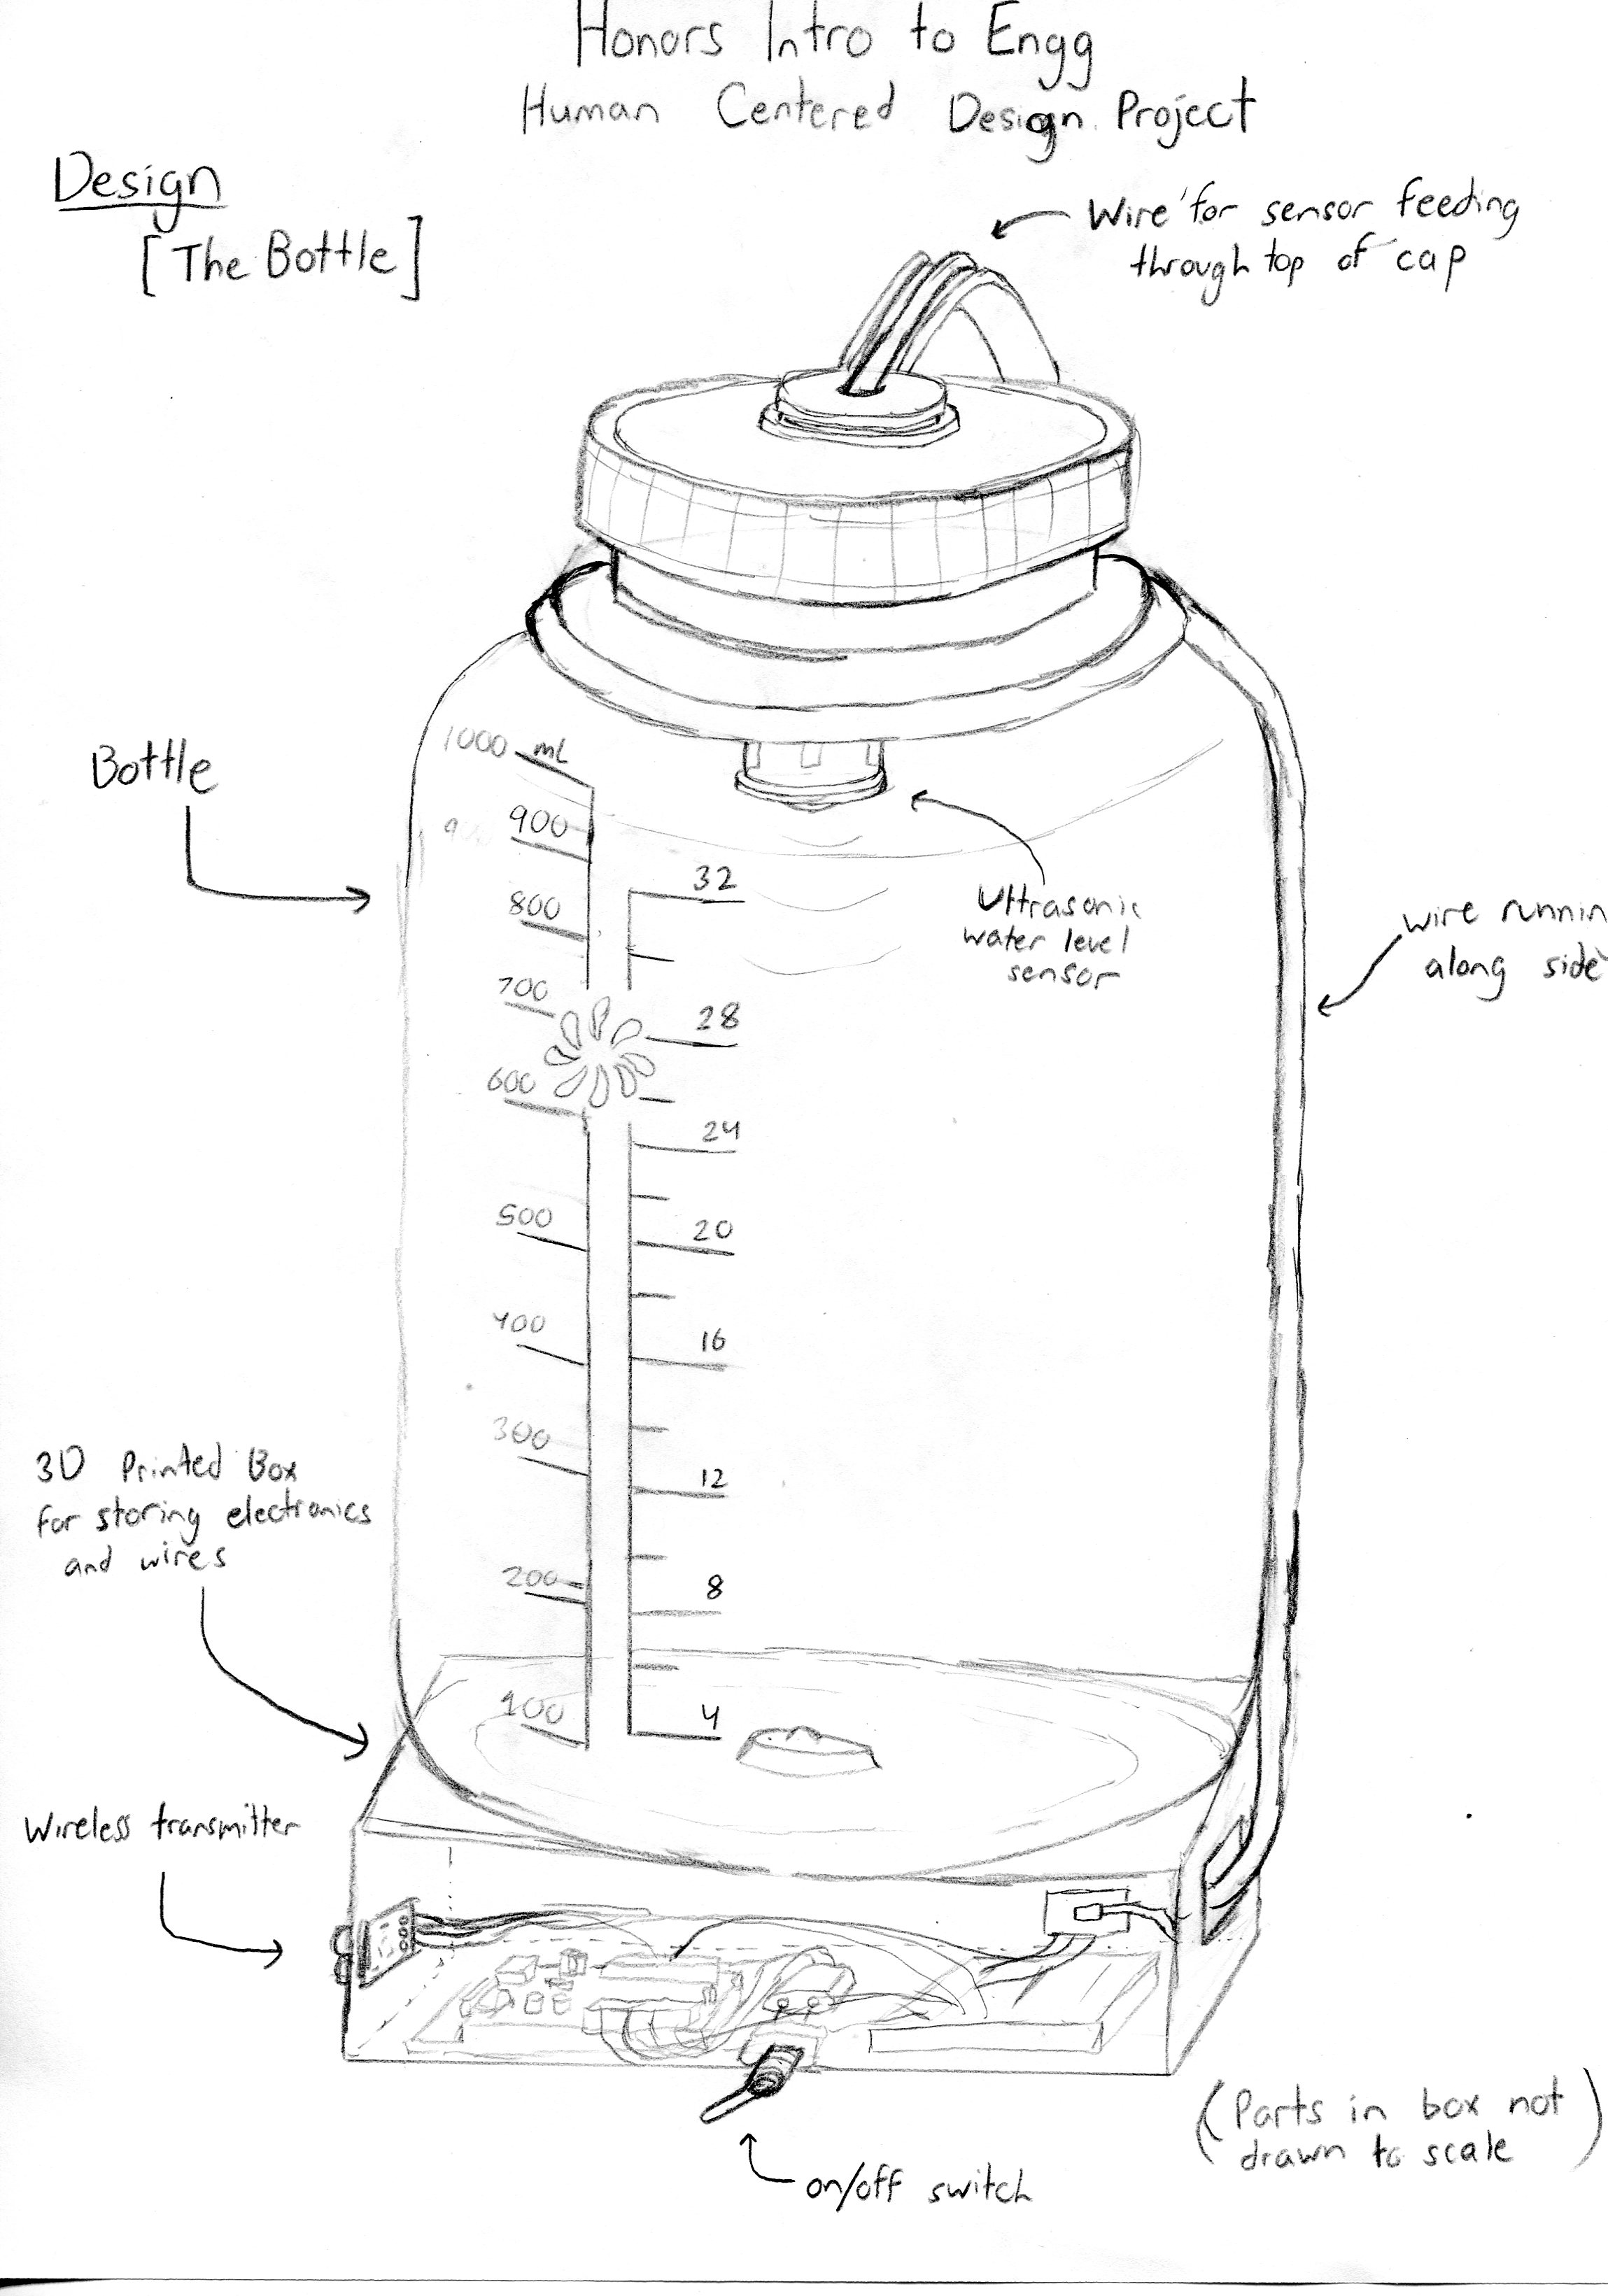 Honors Intro to Engg
Human Centered Design Project
Design
[The Bottle]
Wire for sensor feeding
through top of cap
Bottle
1000 mL
900
900
800
700
600
500
400
300
200
100
32
28
24
20
16
12
8
4
Ultrasonic
water level
sensor
wire runnin
along side
3D Printed Box
for storing electronics
and wires
Wireless transmitter
(Parts in box not
drawn to scale)
on/off switch